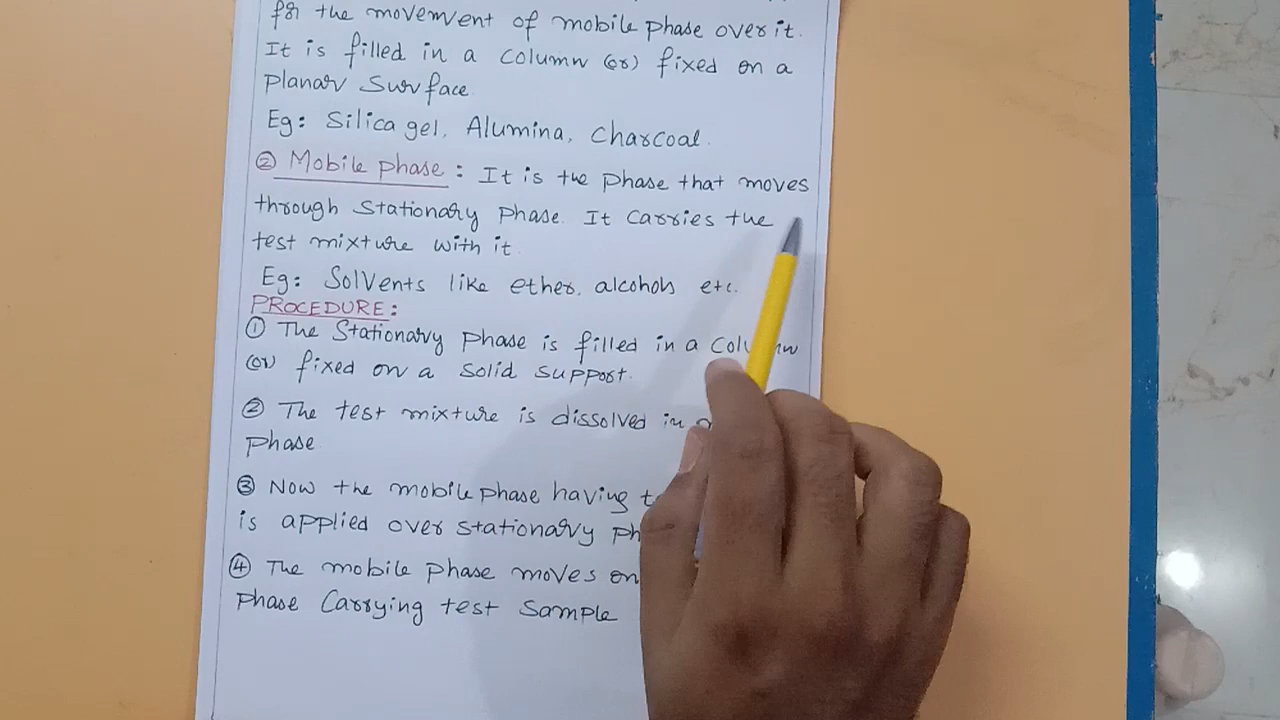 for the movement of mobile phase over it.
It is filled in a column (or) fixed on a
planar surface.
Eg: Silica gel, Alumina, Charcoal.
② Mobile phase : It is the phase that moves
through stationary phase. It carries the
test mixture with it.
Eg: Solvents like ether, alcohols etc.
PROCEDURE:
① The stationary phase is filled in a column
(or) fixed on a solid support.
② The test mixture is dissolved in
phase
③ Now the mobile phase having
is applied over stationary
④ The mobile phase moves on
phase carrying test sample